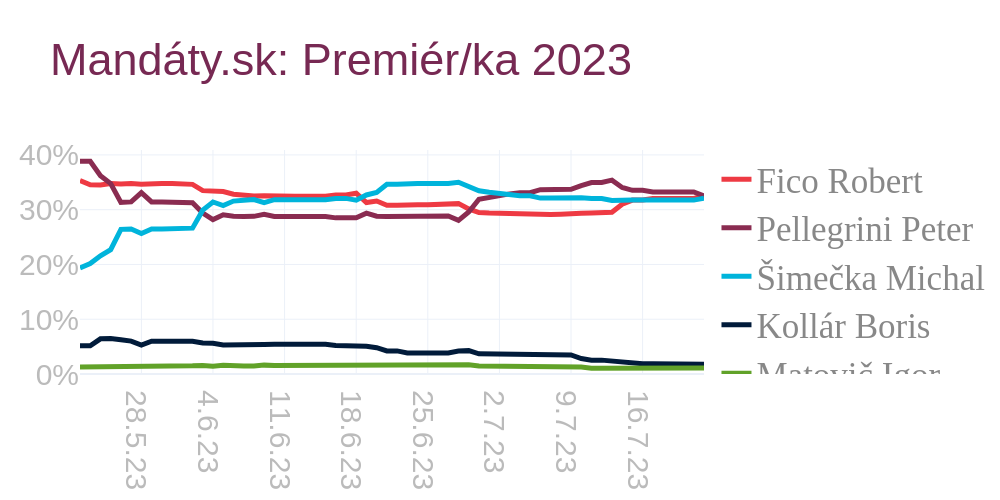 Mandáty.sk: Premiér/ka 2023
40%
30%
20%
10%
0%
28.5.23
4.6.23
11.6.23
18.6.23
25.6.23
2.7.23
9.7.23
16.7.23
Fico Robert
Pellegrini Peter
Šimečka Michal
Kollár Boris
Matovič Igor